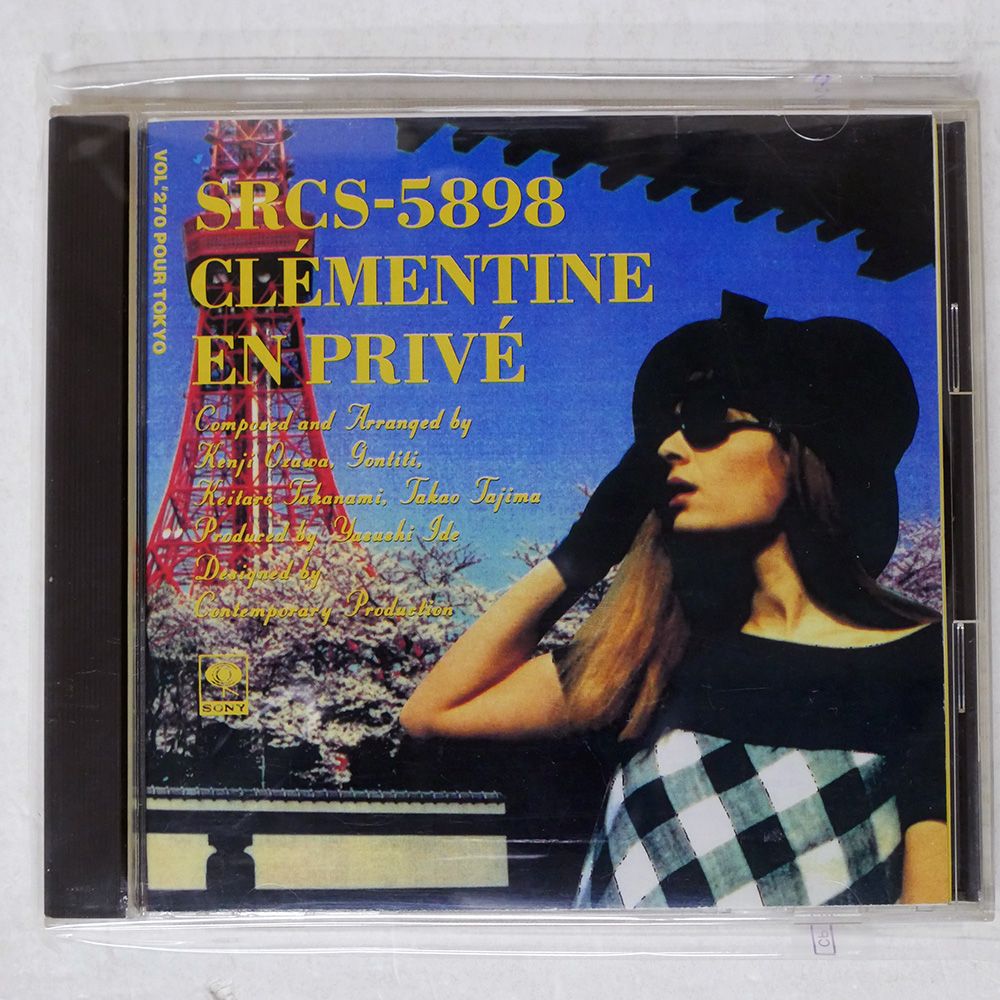 VOL.°270 POUR TOKYO
SRCS-5898
CLÉMENTINE
EN PRIVÉ
Composed and Arranged by
Kenji Ozawa, Gontiti,
Keitarō Takanami, Takao Tajima
Produced by Yasushi Ide
Designed by
Contemporary Production
SONY